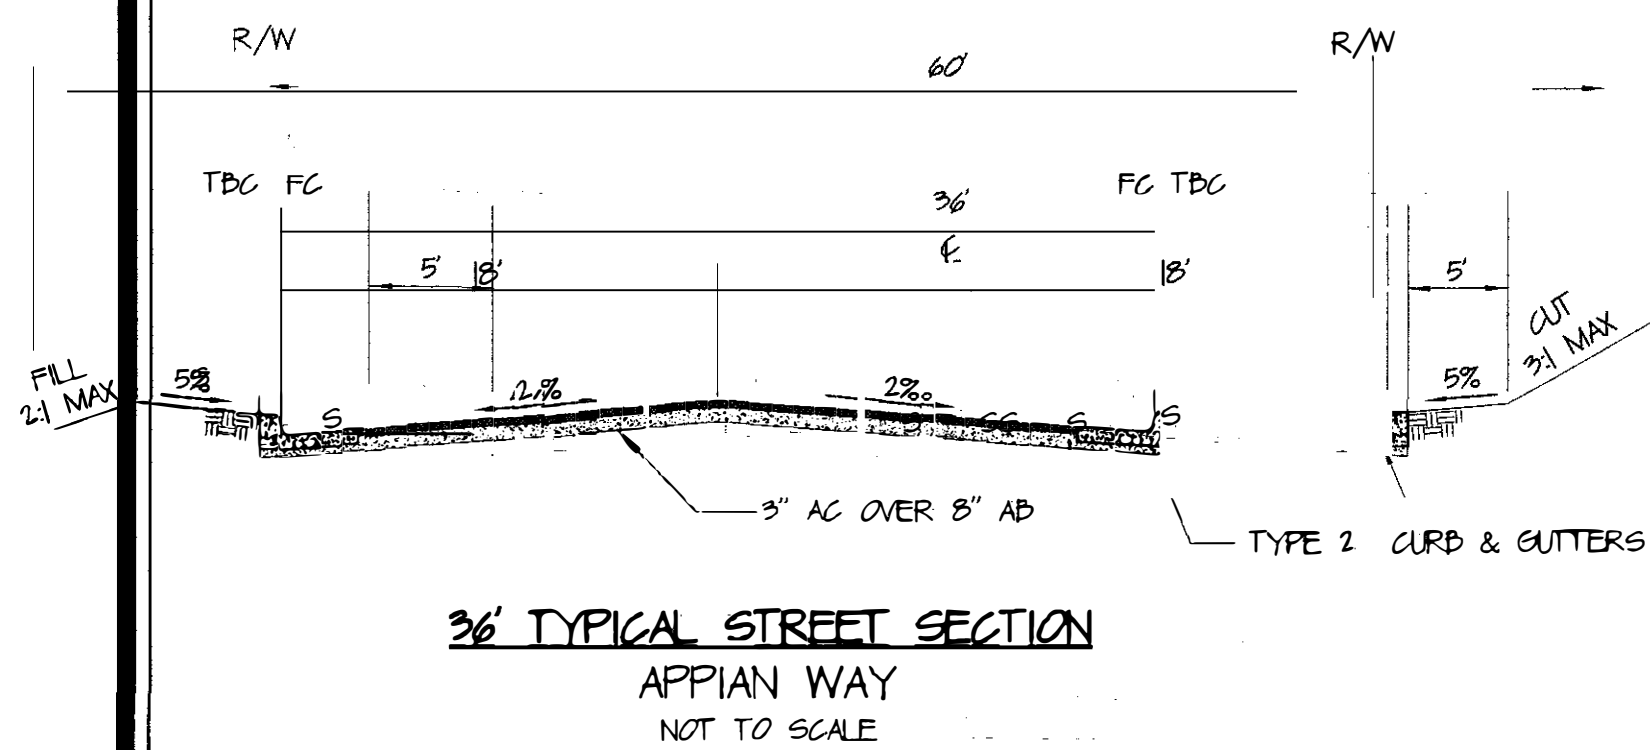 R/W R/W
60'
TBC FC FC TBC
36'
℄
5' 18' 18' 5'
FILL
2:1 MAX
CUT
3:1 MAX
5% 2% 2% 5%
S S SS S S
3" AC OVER 8" AB
TYPE 2 CURB & GUTTERS
36' TYPICAL STREET SECTION
APPIAN WAY
NOT TO SCALE